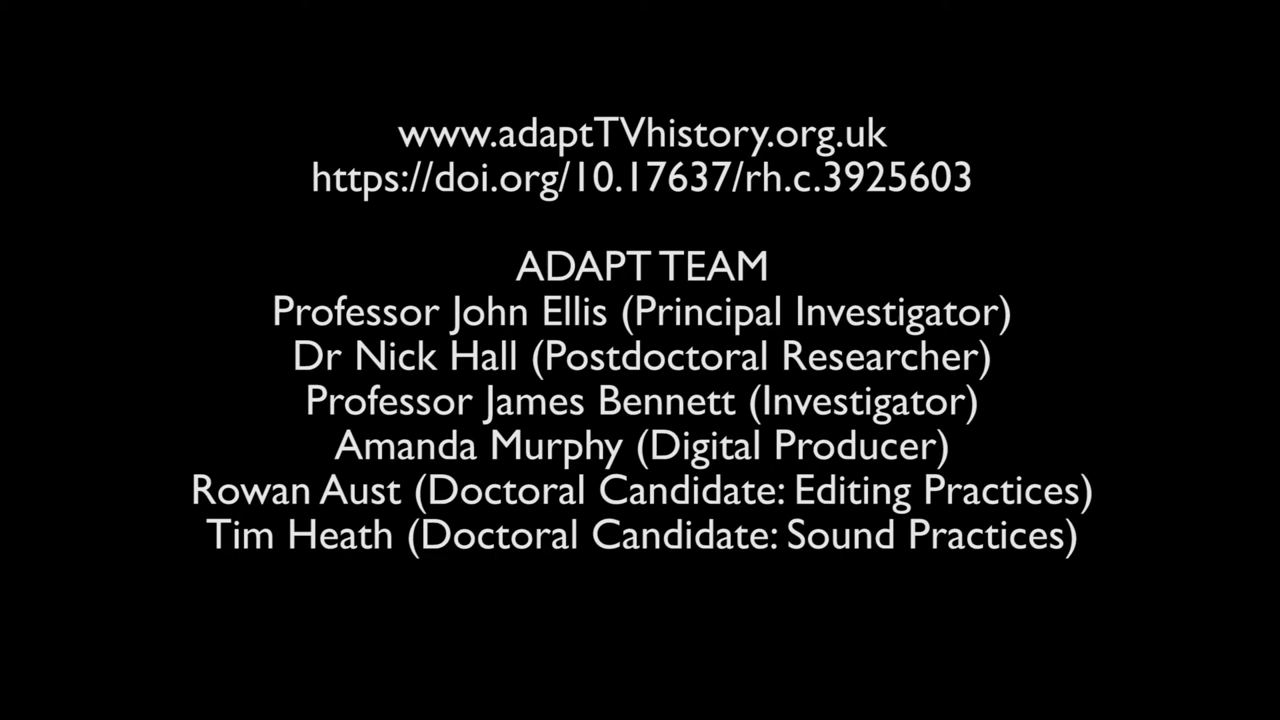 www.adaptTVhistory.org.uk
https://doi.org/10.17637/rh.c.3925603
ADAPT TEAM
Professor John Ellis (Principal Investigator)
Dr Nick Hall (Postdoctoral Researcher)
Professor James Bennett (Investigator)
Amanda Murphy (Digital Producer)
Rowan Aust (Doctoral Candidate: Editing Practices)
Tim Heath (Doctoral Candidate: Sound Practices)